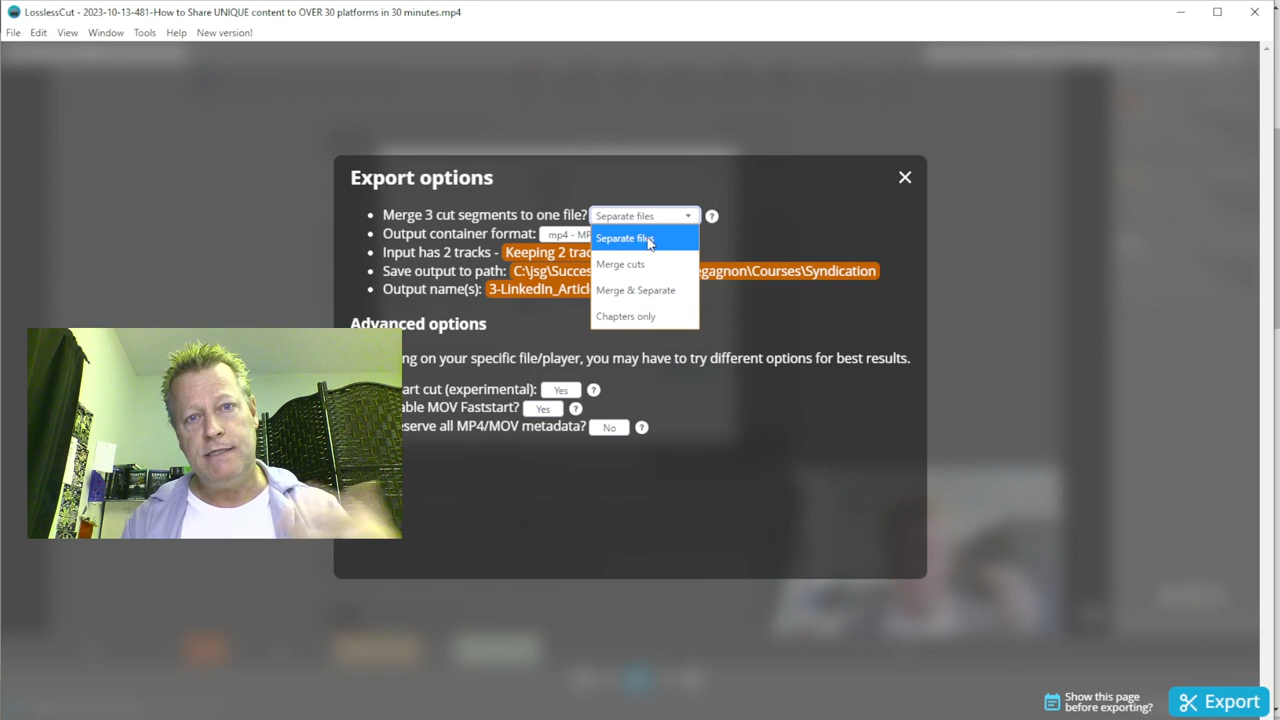 LosslessCut - 2023-10-13-481-How to Share UNIQUE content to OVER 30 platforms in 30 minutes.mp4
File Edit View Window Tools Help New version!
Export options
Merge 3 cut segments to one file? Separate files
Output container format: mp4 - MP
Input has 2 tracks - Keeping 2 trac
Save output to path: C:\jsg\Succes egagnon\Courses\Syndication
Output name(s): 3-LinkedIn_Article
Separate files
Merge cuts
Merge & Separate
Chapters only
Advanced options
ng on your specific file/player, you may have to try different options for best results.
art cut (experimental): Yes
able MOV Faststart? Yes
eserve all MP4/MOV metadata? No
Show this page
before exporting?
Export